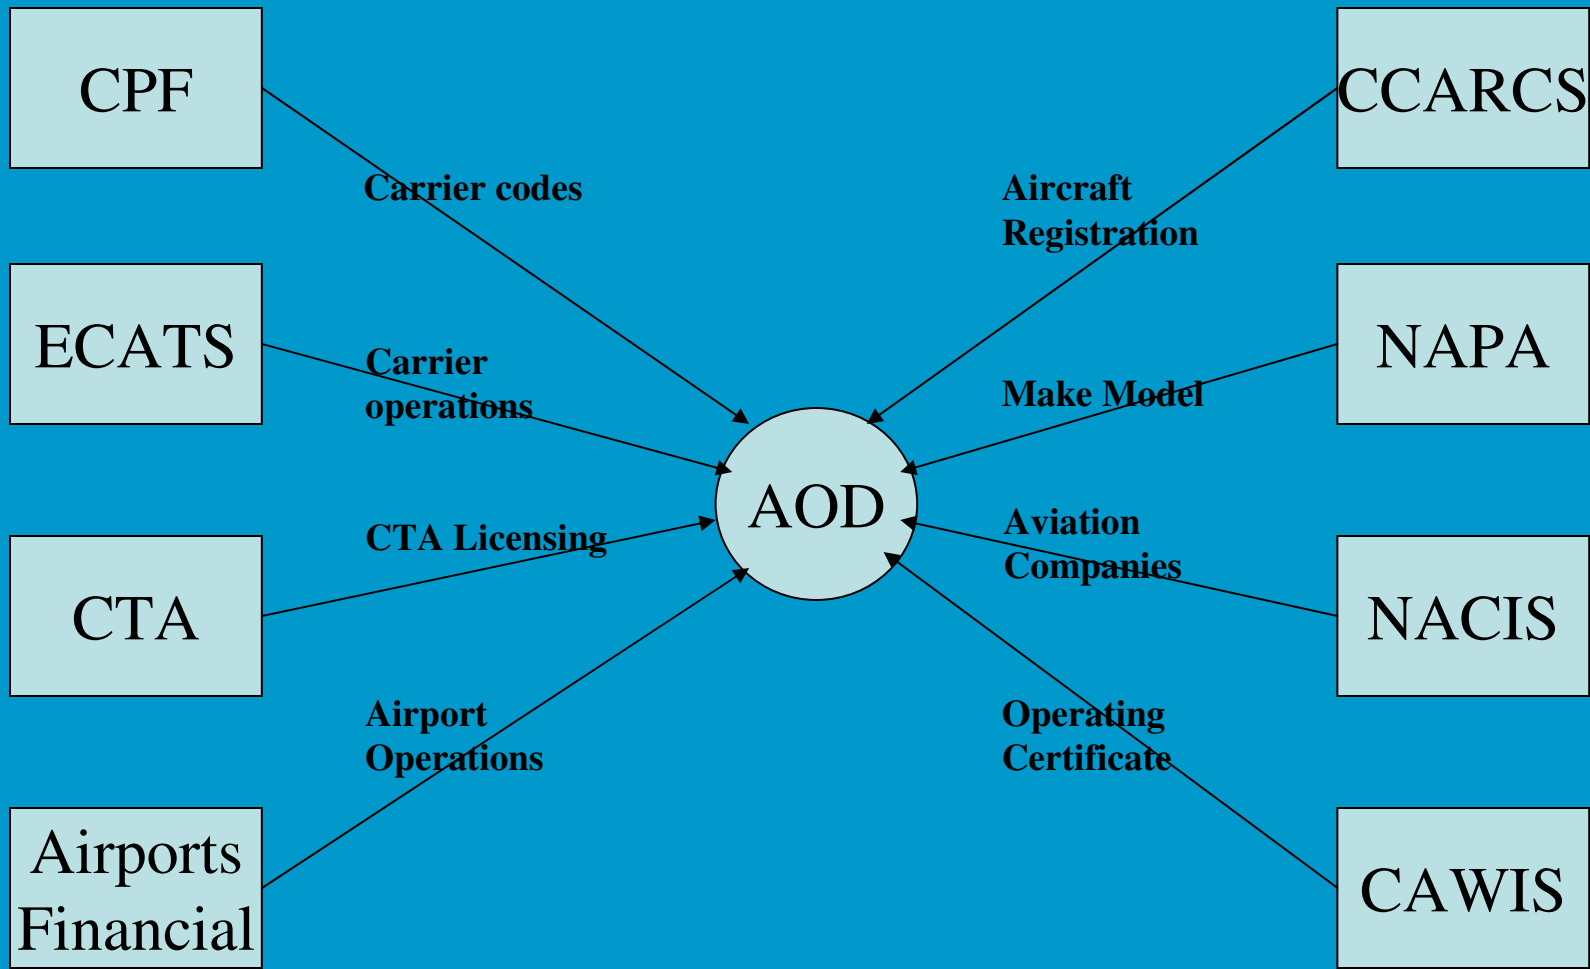 CPF
CCARCS
Carrier codes
Aircraft
Registration
ECATS
NAPA
Carrier
operations
Make Model
AOD
CTA Licensing
Aviation
Companies
CTA
NACIS
Airport
Operations
Operating
Certificate
Airports
Financial
CAWIS